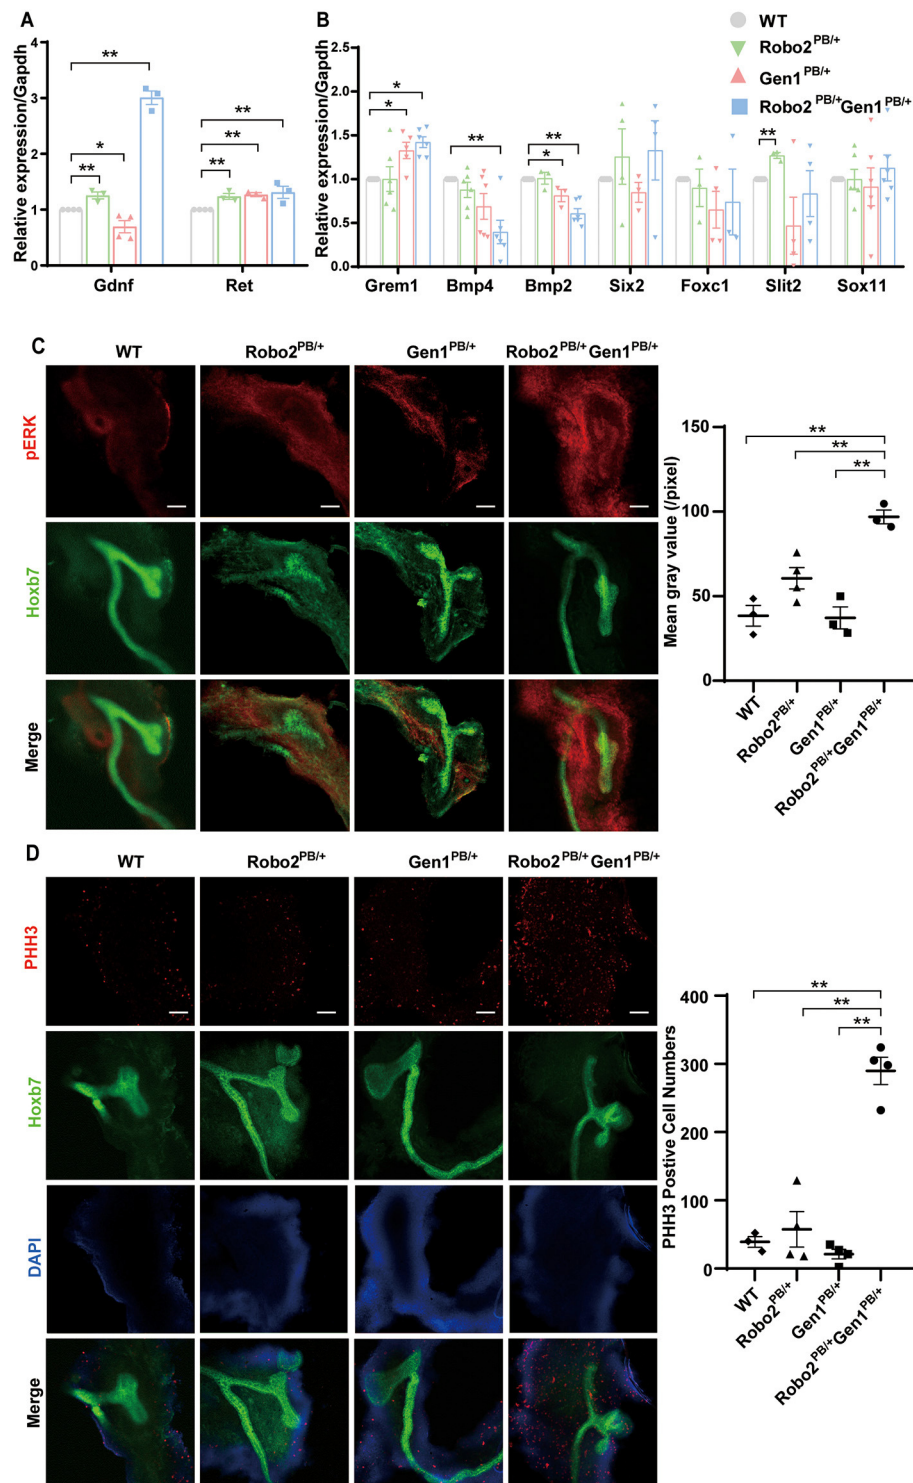 A
Relative expression/Gapdh
4
3
2
1
0
**
*
**
**
**
**
Gdnf
Ret
B
Relative expression/Gapdh
2.5
2.0
1.5
1.0
0.5
0.0
*
*
**
**
*
**
Grem1
Bmp4
Bmp2
Six2
Foxc1
Slit2
Sox11
WT
Robo2PB/+
Gen1PB/+
Robo2PB/+Gen1PB/+
C
WT
Robo2PB/+
Gen1PB/+
Robo2PB/+Gen1PB/+
pERK
Hoxb7
Merge
Mean gray value (/pixel)
150
100
50
0
**
**
**
WT
Robo2PB/+
Gen1PB/+
Robo2PB/+Gen1PB/+
D
WT
Robo2PB/+
Gen1PB/+
Robo2PB/+Gen1PB/+
PHH3
Hoxb7
DAPI
Merge
PHH3 Postive Cell Numbers
400
300
200
100
0
**
**
**
WT
Robo2PB/+
Gen1PB/+
Robo2PB/+Gen1PB/+